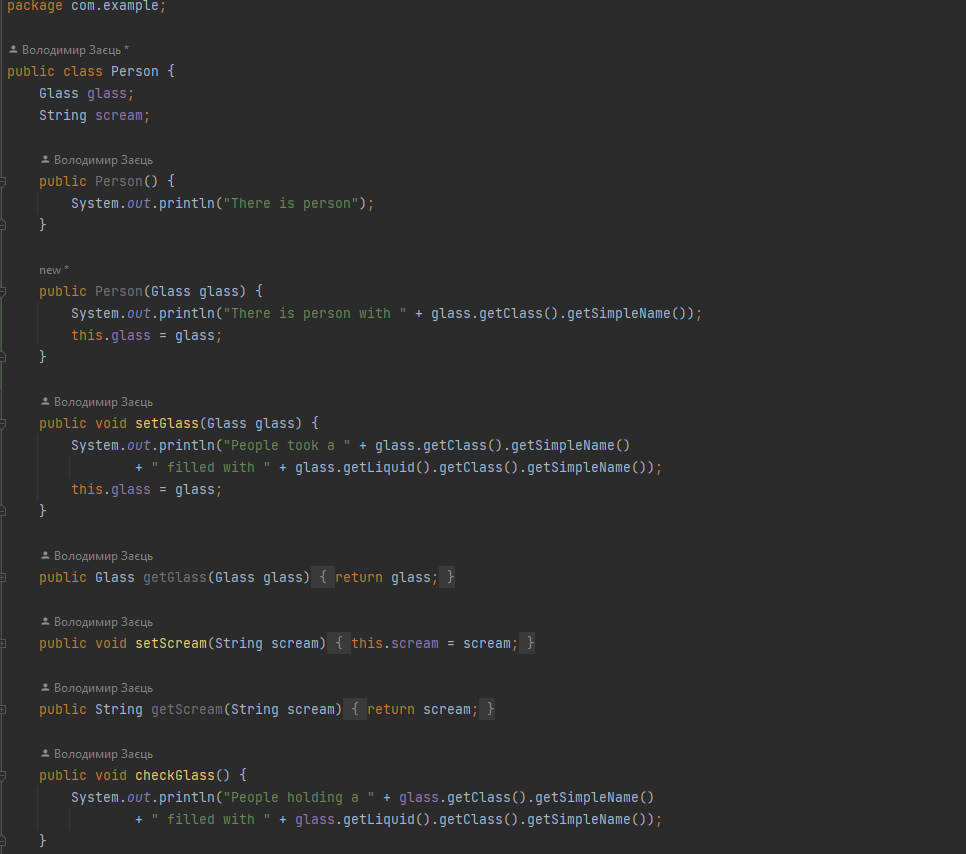 package com.example;
Володимир Заєць *
public class Person {
Glass glass;
String scream;
Володимир Заєць
public Person() {
System.out.println("There is person");
}
new *
public Person(Glass glass) {
System.out.println("There is person with " + glass.getClass().getSimpleName());
this.glass = glass;
}
Володимир Заєць
public void setGlass(Glass glass) {
System.out.println("People took a " + glass.getClass().getSimpleName()
+ " filled with " + glass.getLiquid().getClass().getSimpleName());
this.glass = glass;
}
Володимир Заєць
public Glass getGlass(Glass glass) { return glass; }
Володимир Заєць
public void setScream(String scream) { this.scream = scream; }
Володимир Заєць
public String getScream(String scream) { return scream; }
Володимир Заєць
public void checkGlass() {
System.out.println("People holding a " + glass.getClass().getSimpleName()
+ " filled with " + glass.getLiquid().getClass().getSimpleName());
}